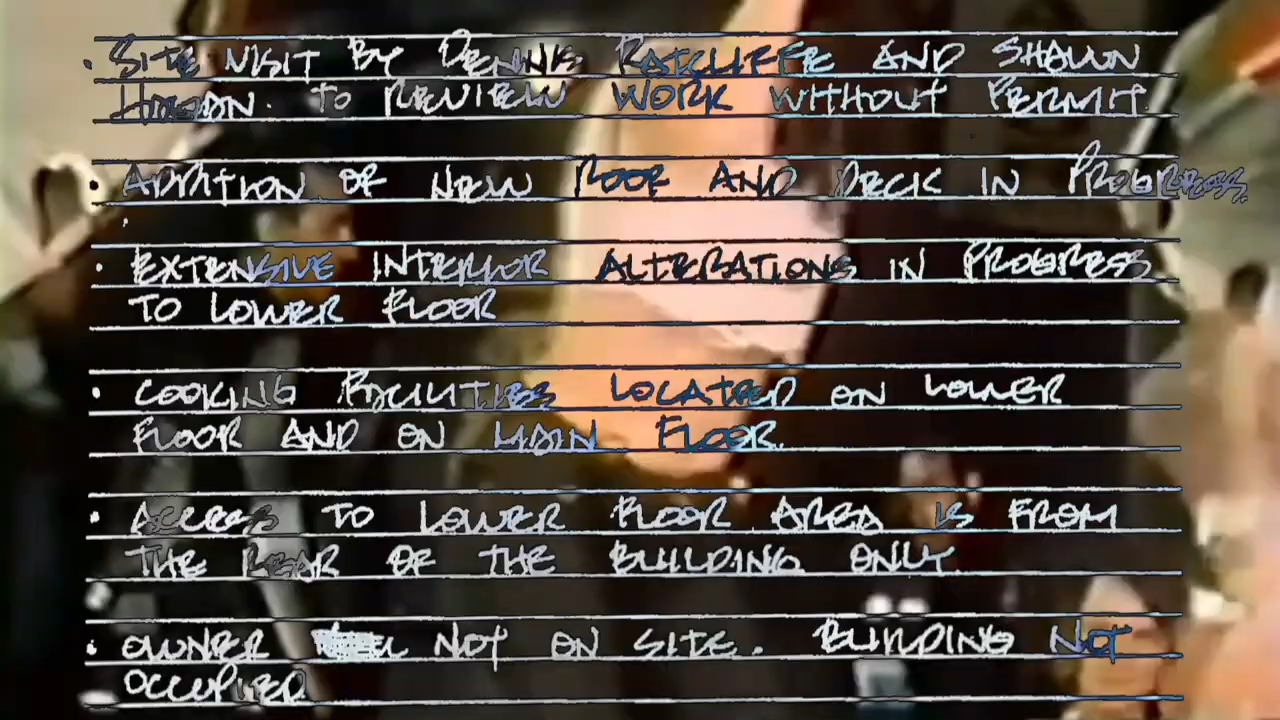 . SITE VISIT BY DENNIS RATCLIFFE AND SHAWN
TO REVIEW WORK WITHOUT PERMIT.
. ADDITION OF NEW ROOF AND DECK IN PROGRESS.
. EXTENSIVE INTERIOR ALTERATIONS IN PROGRESS
TO LOWER FLOOR
. COOKING FACILITIES LOCATED ON LOWER
FLOOR AND ON MAIN FLOOR.
. ACCESS TO LOWER FLOOR AREA IS FROM
THE REAR OF THE BUILDING ONLY.
. OWNER NOT ON SITE. BUILDING NOT
OCCUPIED.